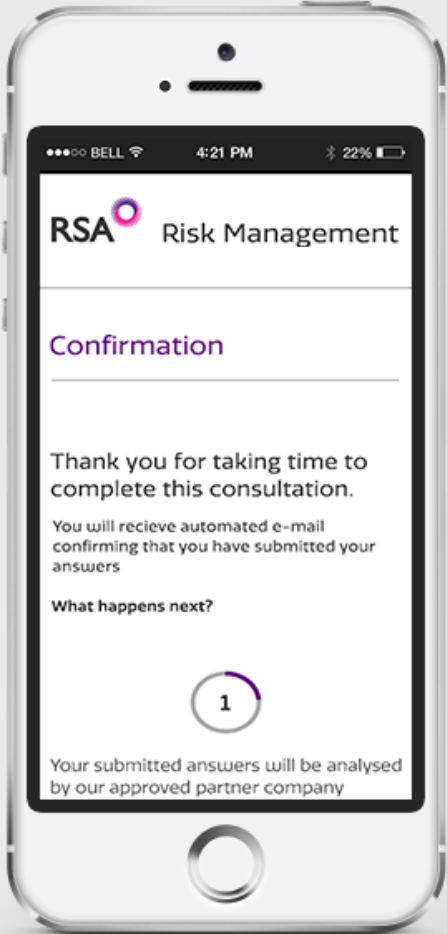 BELL 4:21 PM 22%
RSA Risk Management
Confirmation
Thank you for taking time to
complete this consultation.
You will recieve automated e-mail
confirming that you have submitted your
answers
What happens next?
1
Your submitted answers will be analysed
by our approved partner company